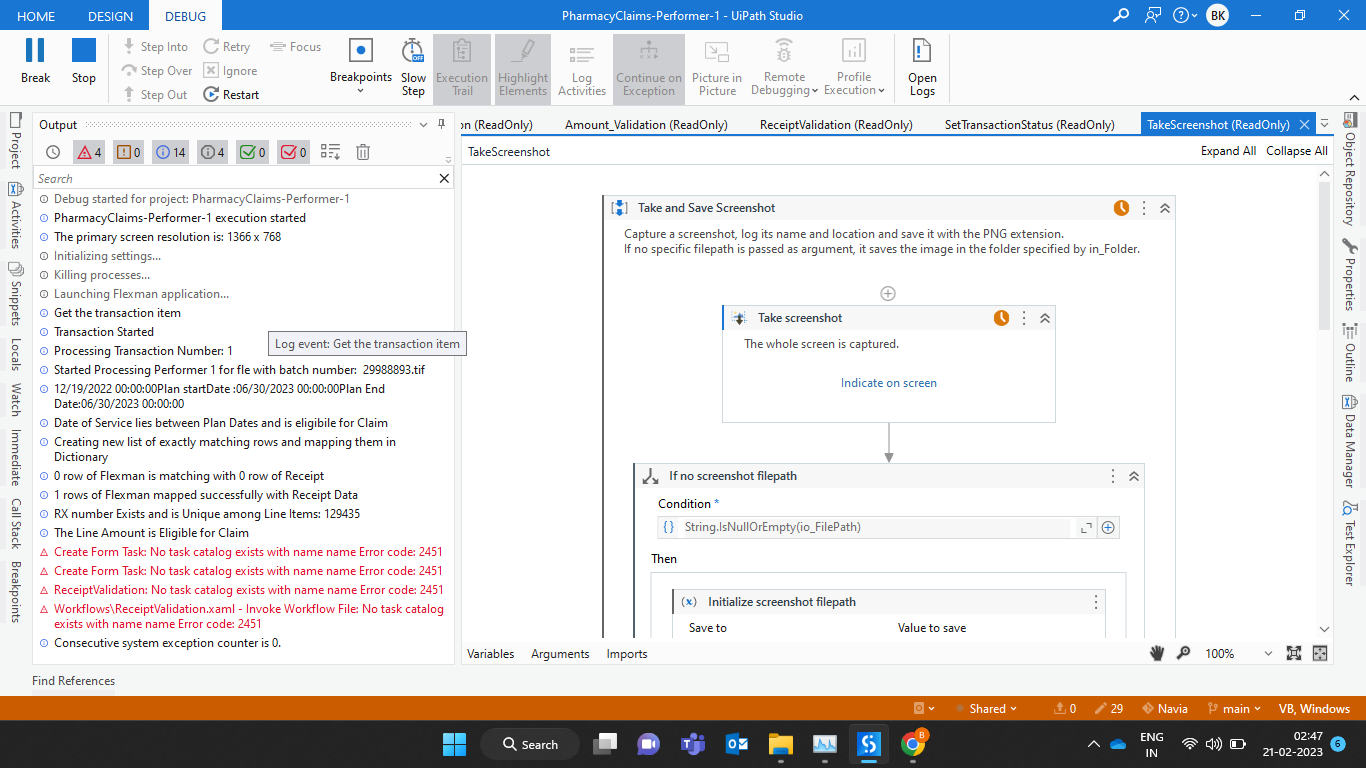 HOME DESIGN DEBUG PharmacyClaims-Performer-1 - UiPath Studio BK
Break
Stop
Step Into
Step Over
Step Out
Retry
Ignore
Restart
Focus
Breakpoints
Slow
Step
OFF
Execution
Trail
Highlight
Elements
Log
Activities
Continue on
Exception
Picture in
Picture
Remote
Debugging
Profile
Execution
Open
Logs
Project
Activities
Snippets
Locals
Watch
Immediate
Call Stack
Breakpoints
Output
4 0 14 4 0 0
Search
Debug started for project: PharmacyClaims-Performer-1
PharmacyClaims-Performer-1 execution started
The primary screen resolution is: 1366 x 768
Initializing settings...
Killing processes...
Launching Flexman application...
Get the transaction item
Transaction Started
Log event: Get the transaction item
Processing Transaction Number: 1
Started Processing Performer 1 for fle with batch number:  29988893.tif
12/19/2022 00:00:00Plan startDate :06/30/2023 00:00:00Plan End
Date:06/30/2023 00:00:00
Date of Service lies between Plan Dates and is eligibile for Claim
Creating new list of exactly matching rows and mapping them in
Dictionary
0 row of Flexman is matching with 0 row of Receipt
1 rows of Flexman mapped successfully with Receipt Data
RX number Exists and is Unique among Line Items: 129435
The Line Amount is Eligible for Claim
Create Form Task: No task catalog exists with name name Error code: 2451
Create Form Task: No task catalog exists with name name Error code: 2451
ReceiptValidation: No task catalog exists with name name Error code: 2451
Workflows\ReceiptValidation.xaml - Invoke Workflow File: No task catalog
exists with name name Error code: 2451
Consecutive system exception counter is 0.
Find References
on (ReadOnly) Amount_Validation (ReadOnly) ReceiptValidation (ReadOnly) SetTransactionStatus (ReadOnly) TakeScreenshot (ReadOnly)
TakeScreenshot Expand All Collapse All
Take and Save Screenshot
Capture a screenshot, log its name and location and save it with the PNG extension.
If no specific filepath is passed as argument, it saves the image in the folder specified by in_Folder.
Take screenshot
The whole screen is captured.
Indicate on screen
If no screenshot filepath
Condition *
String.IsNullOrEmpty(io_FilePath)
Then
(x) Initialize screenshot filepath
Save to Value to save
Variables Arguments Imports 100%
Object Repository
Properties
Outline
Data Manager
Test Explorer
Shared 0 29 Navia main VB, Windows
Search
B
ENG
IN
02:47
21-02-2023
6